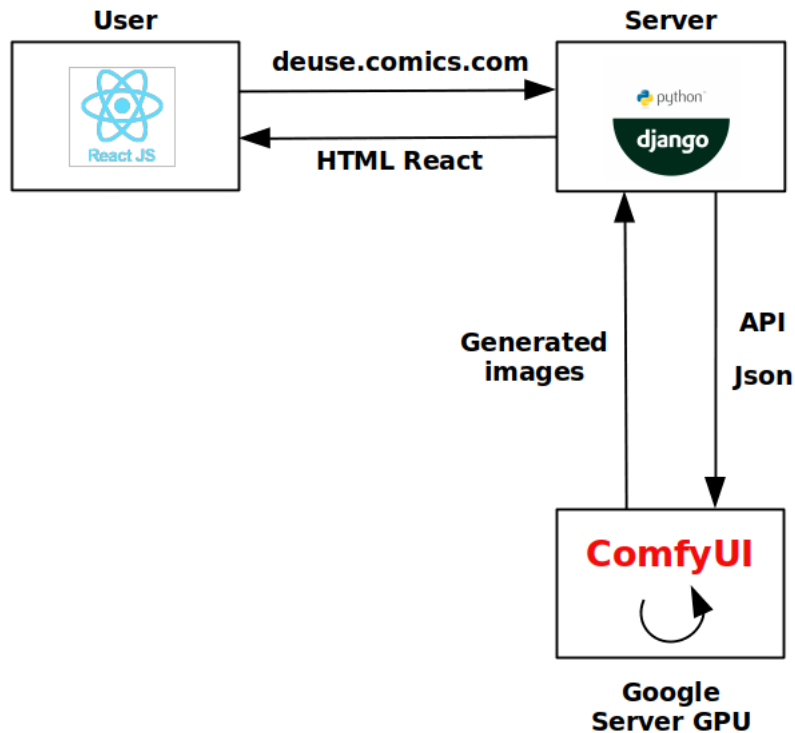 User
Server
deuse.comics.com
React JS
python
django
HTML React
Generated
images
API
Json
ComfyUI
Google
Server GPU